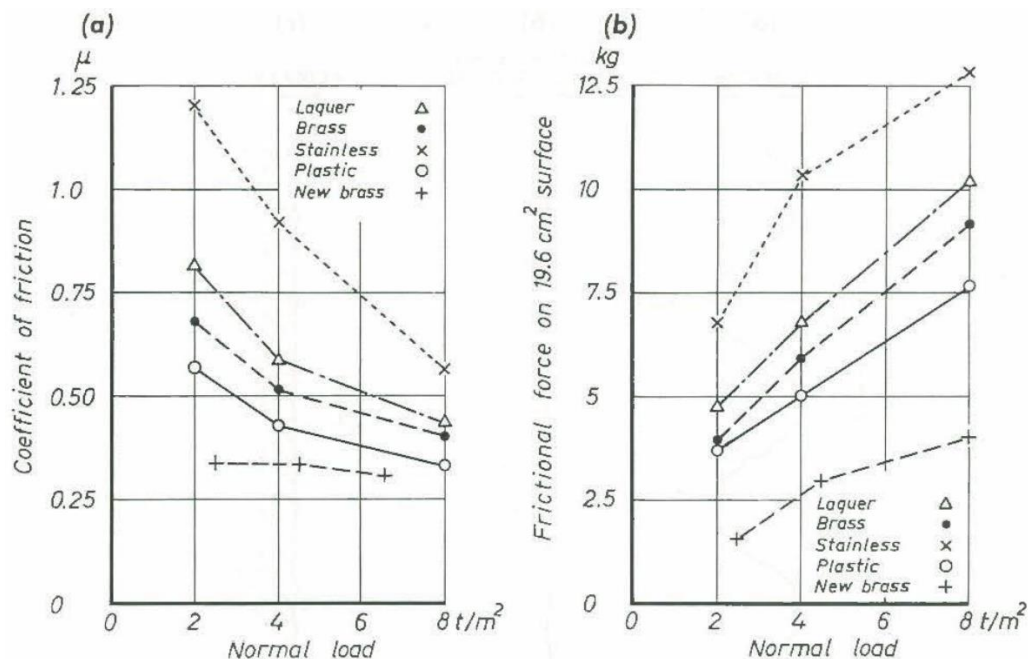 (a)
μ
1.25
1.0
0.75
0.50
0.25
0
0 2 4 6 8 t/m²
Normal load
Coefficient of friction
Laquer
Brass
Stainless
Plastic
New brass
(b)
kg
12.5
10
7.5
5
2.5
0
0 2 4 6 8 t/m²
Normal load
Frictional force on 19.6 cm² surface
Laquer
Brass
Stainless
Plastic
New brass